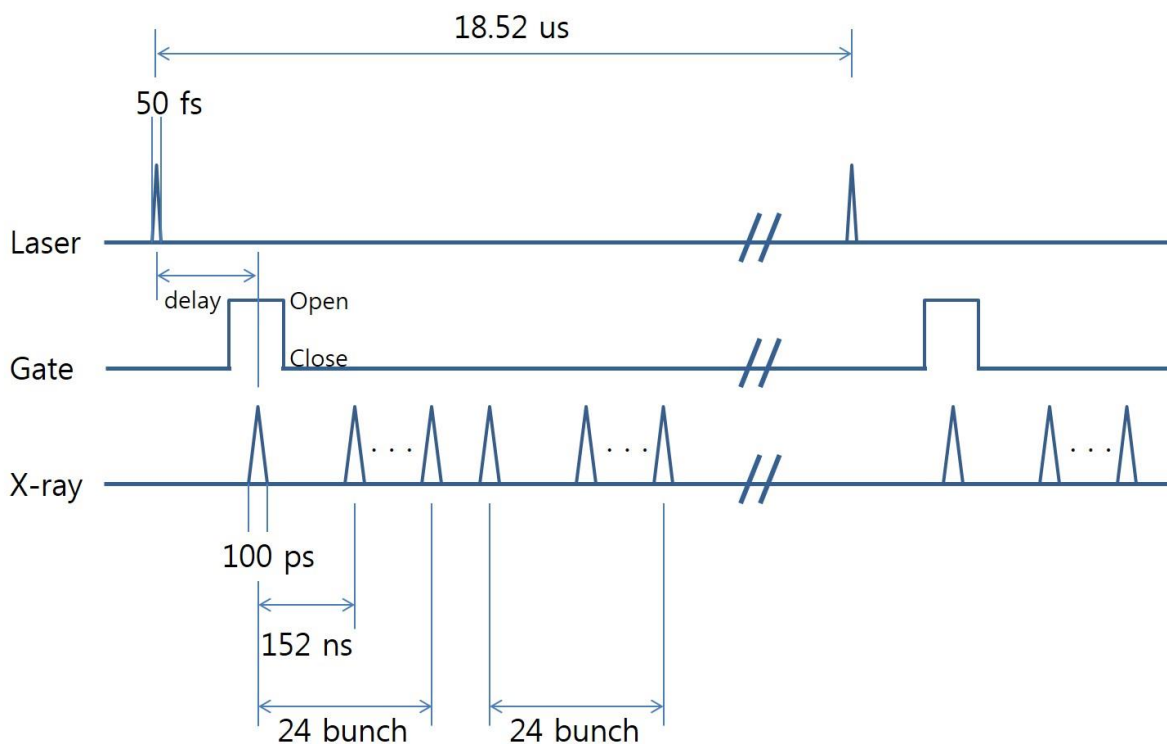 18.52 us
50 fs
Laser
delay
Open
Close
Gate
. . .
. . .
. . .
X-ray
100 ps
152 ns
24 bunch
24 bunch